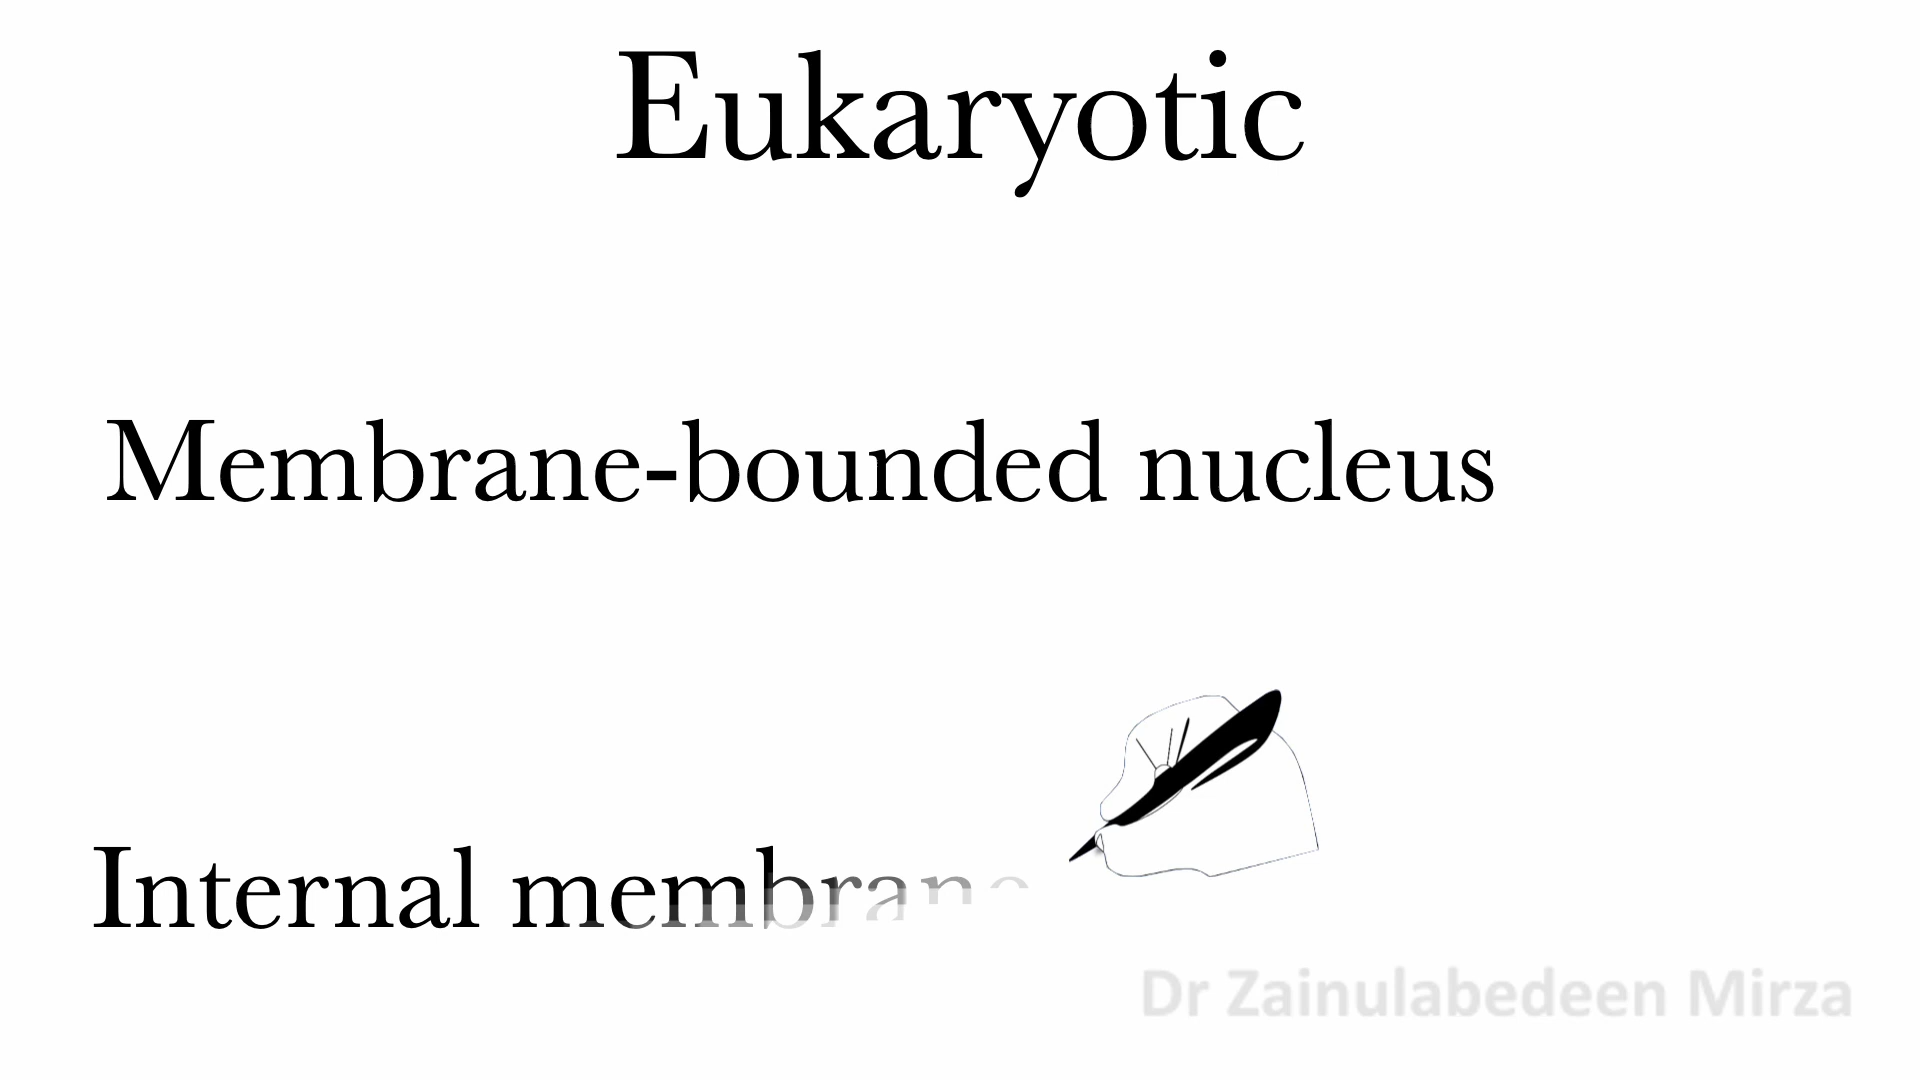 Eukaryotic
Membrane-bounded nucleus
Internal membrane
Dr Zainulabedeen Mirza